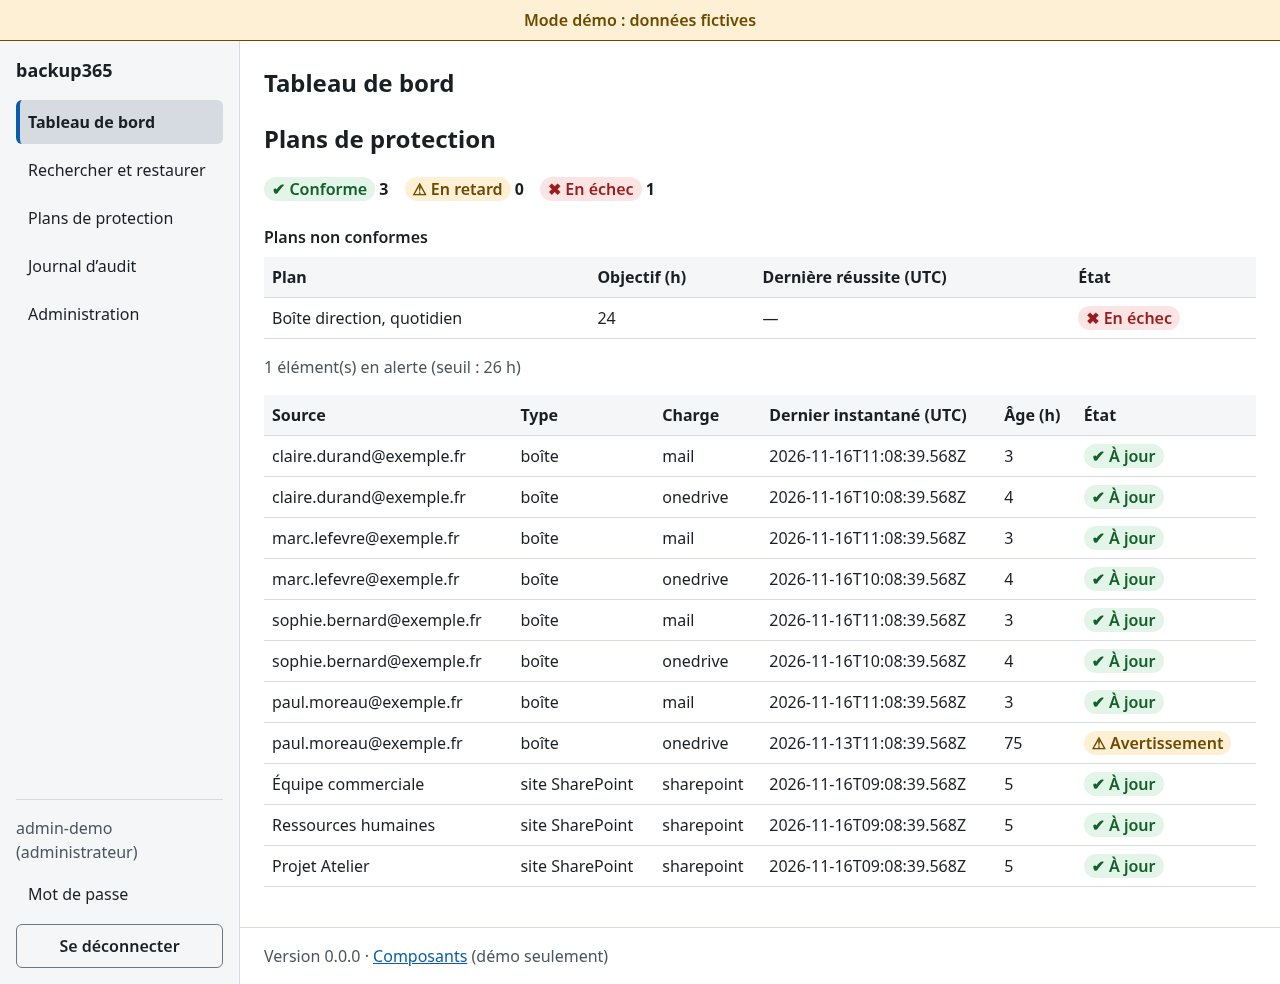 Mode démo : données fictives
backup365
Tableau de bord
Rechercher et restaurer
Plans de protection
Journal d’audit
Administration
admin-demo
(administrateur)
Mot de passe
Se déconnecter
Tableau de bord
Plans de protection
✔ Conforme 3 ⚠ En retard 0 ✖ En échec 1
Plans non conformes
Plan Objectif (h) Dernière réussite (UTC) État
Boîte direction, quotidien 24 — ✖ En échec
1 élément(s) en alerte (seuil : 26 h)
Source Type Charge Dernier instantané (UTC) Âge (h) État
claire.durand@exemple.fr boîte mail 2026-11-16T11:08:39.568Z 3 ✔ À jour
claire.durand@exemple.fr boîte onedrive 2026-11-16T10:08:39.568Z 4 ✔ À jour
marc.lefevre@exemple.fr boîte mail 2026-11-16T11:08:39.568Z 3 ✔ À jour
marc.lefevre@exemple.fr boîte onedrive 2026-11-16T10:08:39.568Z 4 ✔ À jour
sophie.bernard@exemple.fr boîte mail 2026-11-16T11:08:39.568Z 3 ✔ À jour
sophie.bernard@exemple.fr boîte onedrive 2026-11-16T10:08:39.568Z 4 ✔ À jour
paul.moreau@exemple.fr boîte mail 2026-11-16T11:08:39.568Z 3 ✔ À jour
paul.moreau@exemple.fr boîte onedrive 2026-11-13T11:08:39.568Z 75 ⚠ Avertissement
Équipe commerciale site SharePoint sharepoint 2026-11-16T09:08:39.568Z 5 ✔ À jour
Ressources humaines site SharePoint sharepoint 2026-11-16T09:08:39.568Z 5 ✔ À jour
Projet Atelier site SharePoint sharepoint 2026-11-16T09:08:39.568Z 5 ✔ À jour
Version 0.0.0 · Composants (démo seulement)